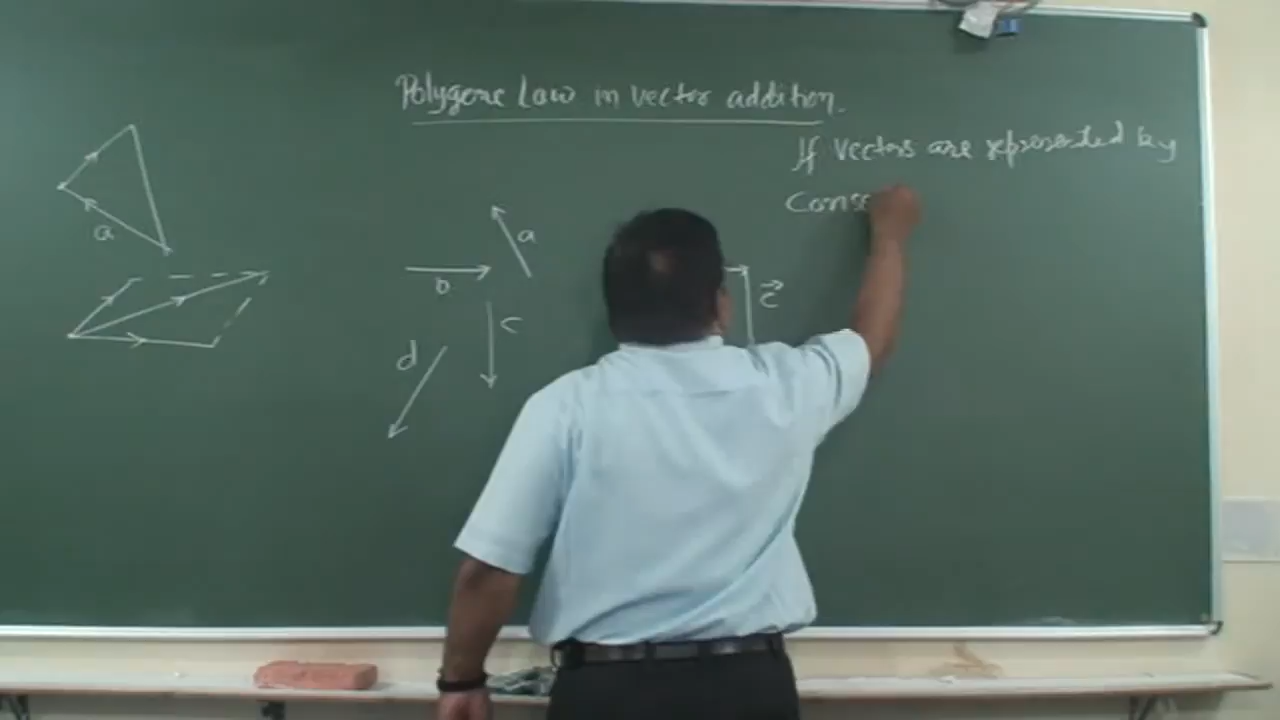 Polygone Law in vector addition.
If vectors are represented by
Conse
a
a
b
c
d
c⃗